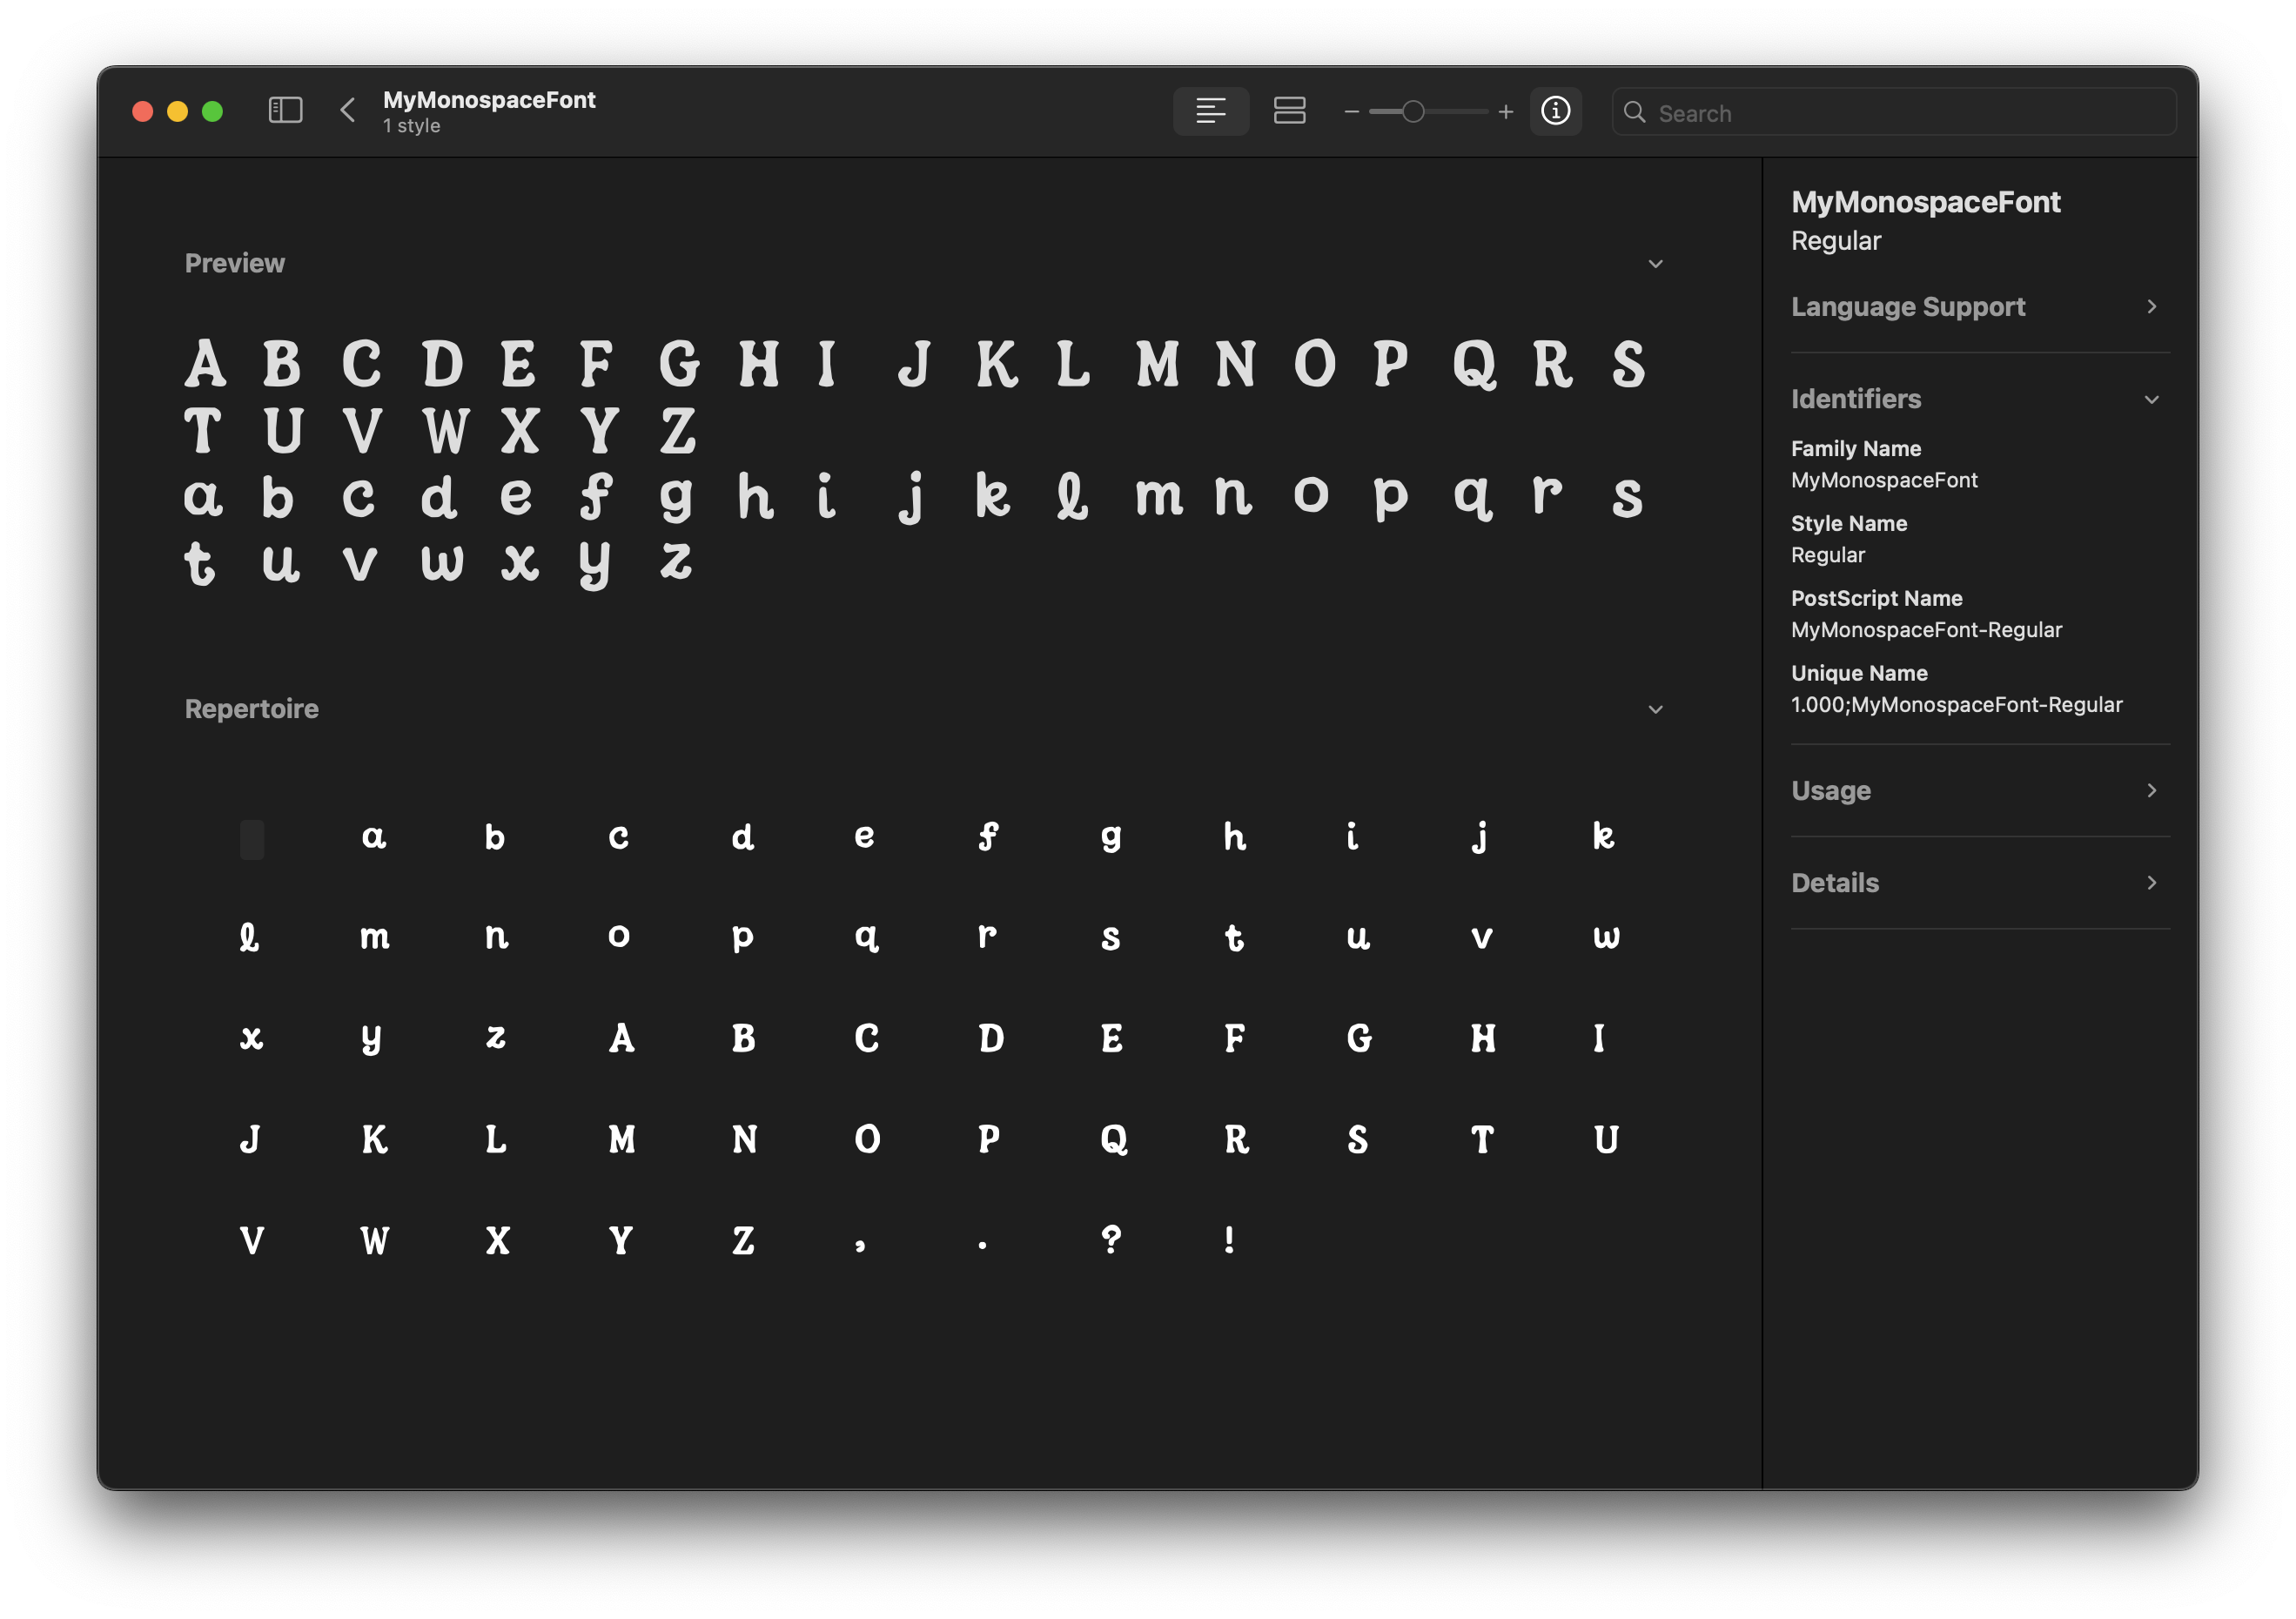 MyMonospaceFont
1 style
Search
Preview
A B C D E F G H I J K L M N O P Q R S
T U V W X Y Z
a b c d e f g h i j k l m n o p q r s
t u v w x y z
Repertoire
a b c d e f g h i j k
l m n o p q r s t u v w
x y z A B C D E F G H I
J K L M N O P Q R S T U
V W X Y Z , . ? !
MyMonospaceFont
Regular
Language Support
Identifiers
Family Name
MyMonospaceFont
Style Name
Regular
PostScript Name
MyMonospaceFont-Regular
Unique Name
1.000;MyMonospaceFont-Regular
Usage
Details